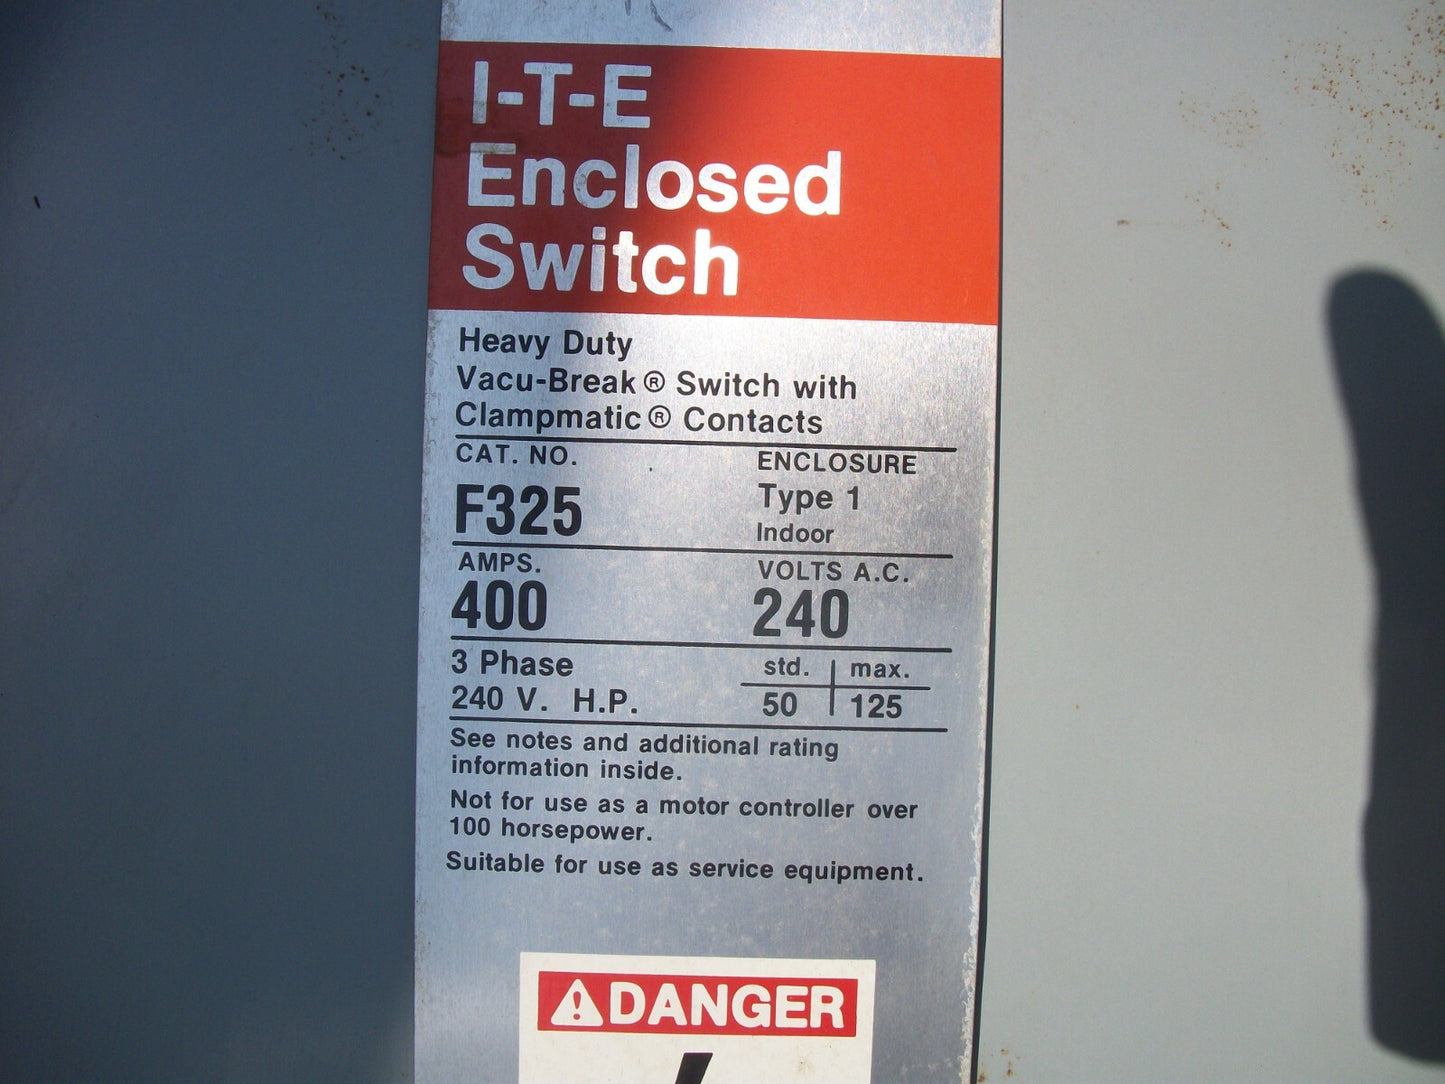 I-T-E
Enclosed
Switch
Heavy Duty
Vacu-Break® Switch with
Clampmatic® Contacts
CAT. NO. ENCLOSURE
F325 Type 1
Indoor
AMPS. VOLTS A.C.
400 240
3 Phase std. max.
240 V. H.P. 50 125
See notes and additional rating
information inside.
Not for use as a motor controller over
100 horsepower.
Suitable for use as service equipment.
DANGER